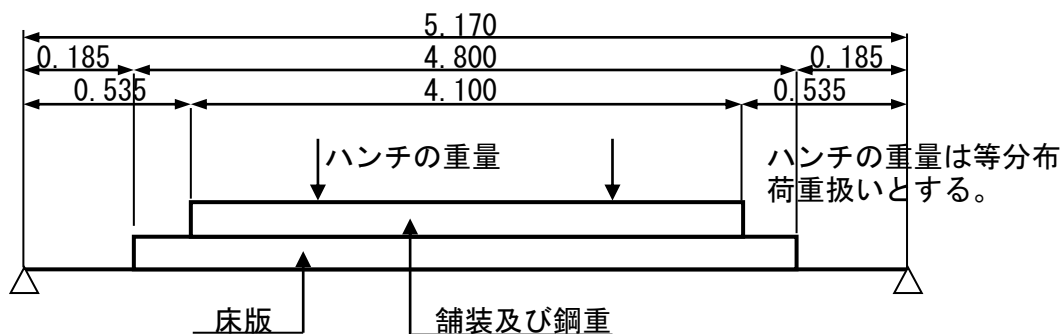 5.170
0.185 4.800 0.185
0.535 4.100 0.535
ハンチの重量
ハンチの重量は等分布
荷重扱いとする。
床版 舗装及び鋼重